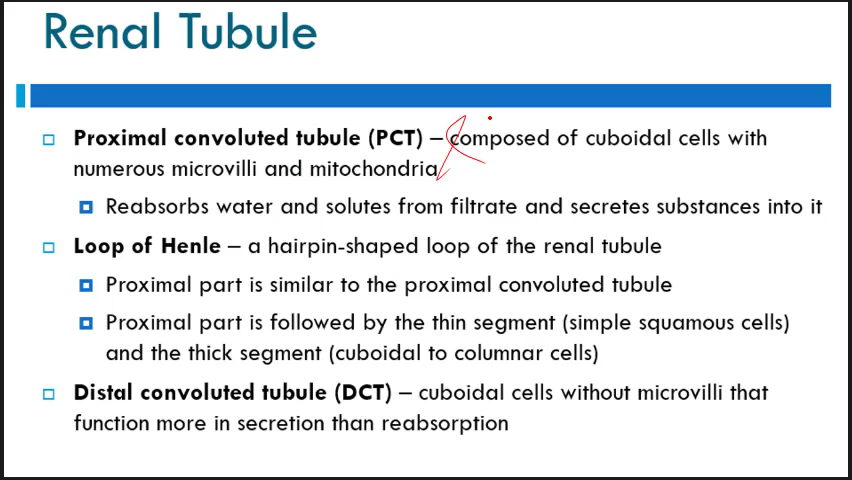 Renal Tubule
Proximal convoluted tubule (PCT) – composed of cuboidal cells with
numerous microvilli and mitochondria
Reabsorbs water and solutes from filtrate and secretes substances into it
Loop of Henle – a hairpin-shaped loop of the renal tubule
Proximal part is similar to the proximal convoluted tubule
Proximal part is followed by the thin segment (simple squamous cells)
and the thick segment (cuboidal to columnar cells)
Distal convoluted tubule (DCT) – cuboidal cells without microvilli that
function more in secretion than reabsorption